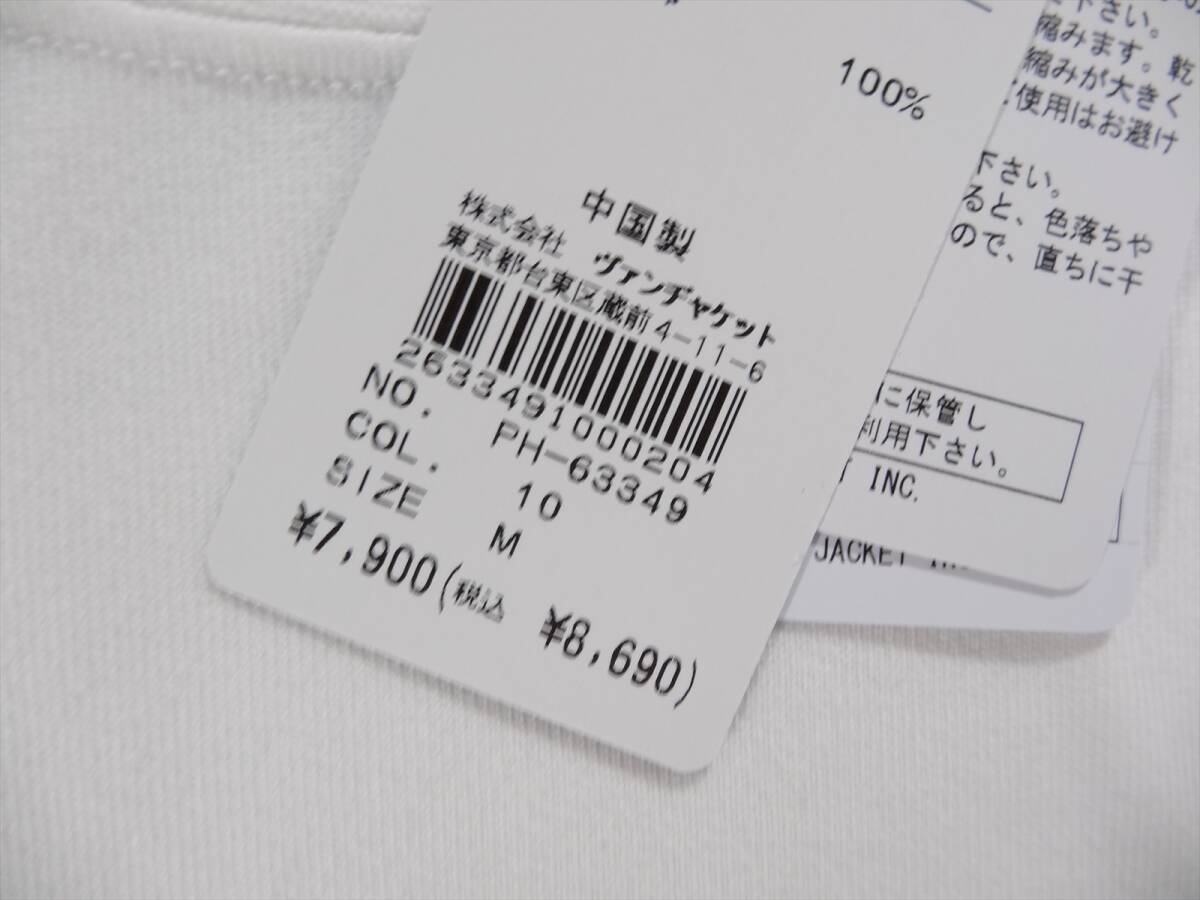 100%
中国製
株式会社 ヴァンヂャケット
東京都台東区蔵前4-11-6
2633491000204
NO. PH-63349
COL. 10
SIZE M
¥7,900(税込 ¥8,690)
下さい。
縮みます。乾
縮みが大きく
使用はお避け
下さい。
ると、色落ちや
ので、直ちに干
に保管し
利用下さい。
INC.
JACKET INC